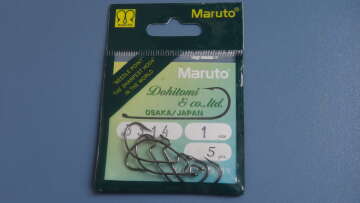 Maruto®
"NEEDLE POINT"
THE SHARPEST HOOK
IN THE WORLD
Maruto
Dohitomi
& co.ltd.
OSAKA/JAPAN
1
5